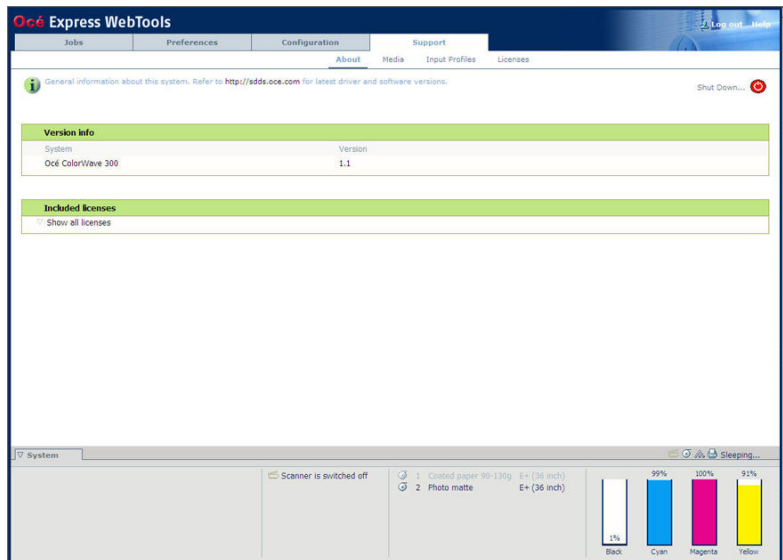 Océ Express WebTools
Log out Help
Jobs Preferences Configuration Support
About Media Input Profiles Licenses
General information about this system. Refer to http://sdds.oce.com for latest driver and software versions.
Shut Down...
Version info
System Version
Océ ColorWave 300 1.1
Included licenses
Show all licenses
System
Sleeping...
Scanner is switched off
1 Coated paper 90-130g E+ (36 inch)
2 Photo matte E+ (36 inch)
99% 100% 91%
1%
Black Cyan Magenta Yellow